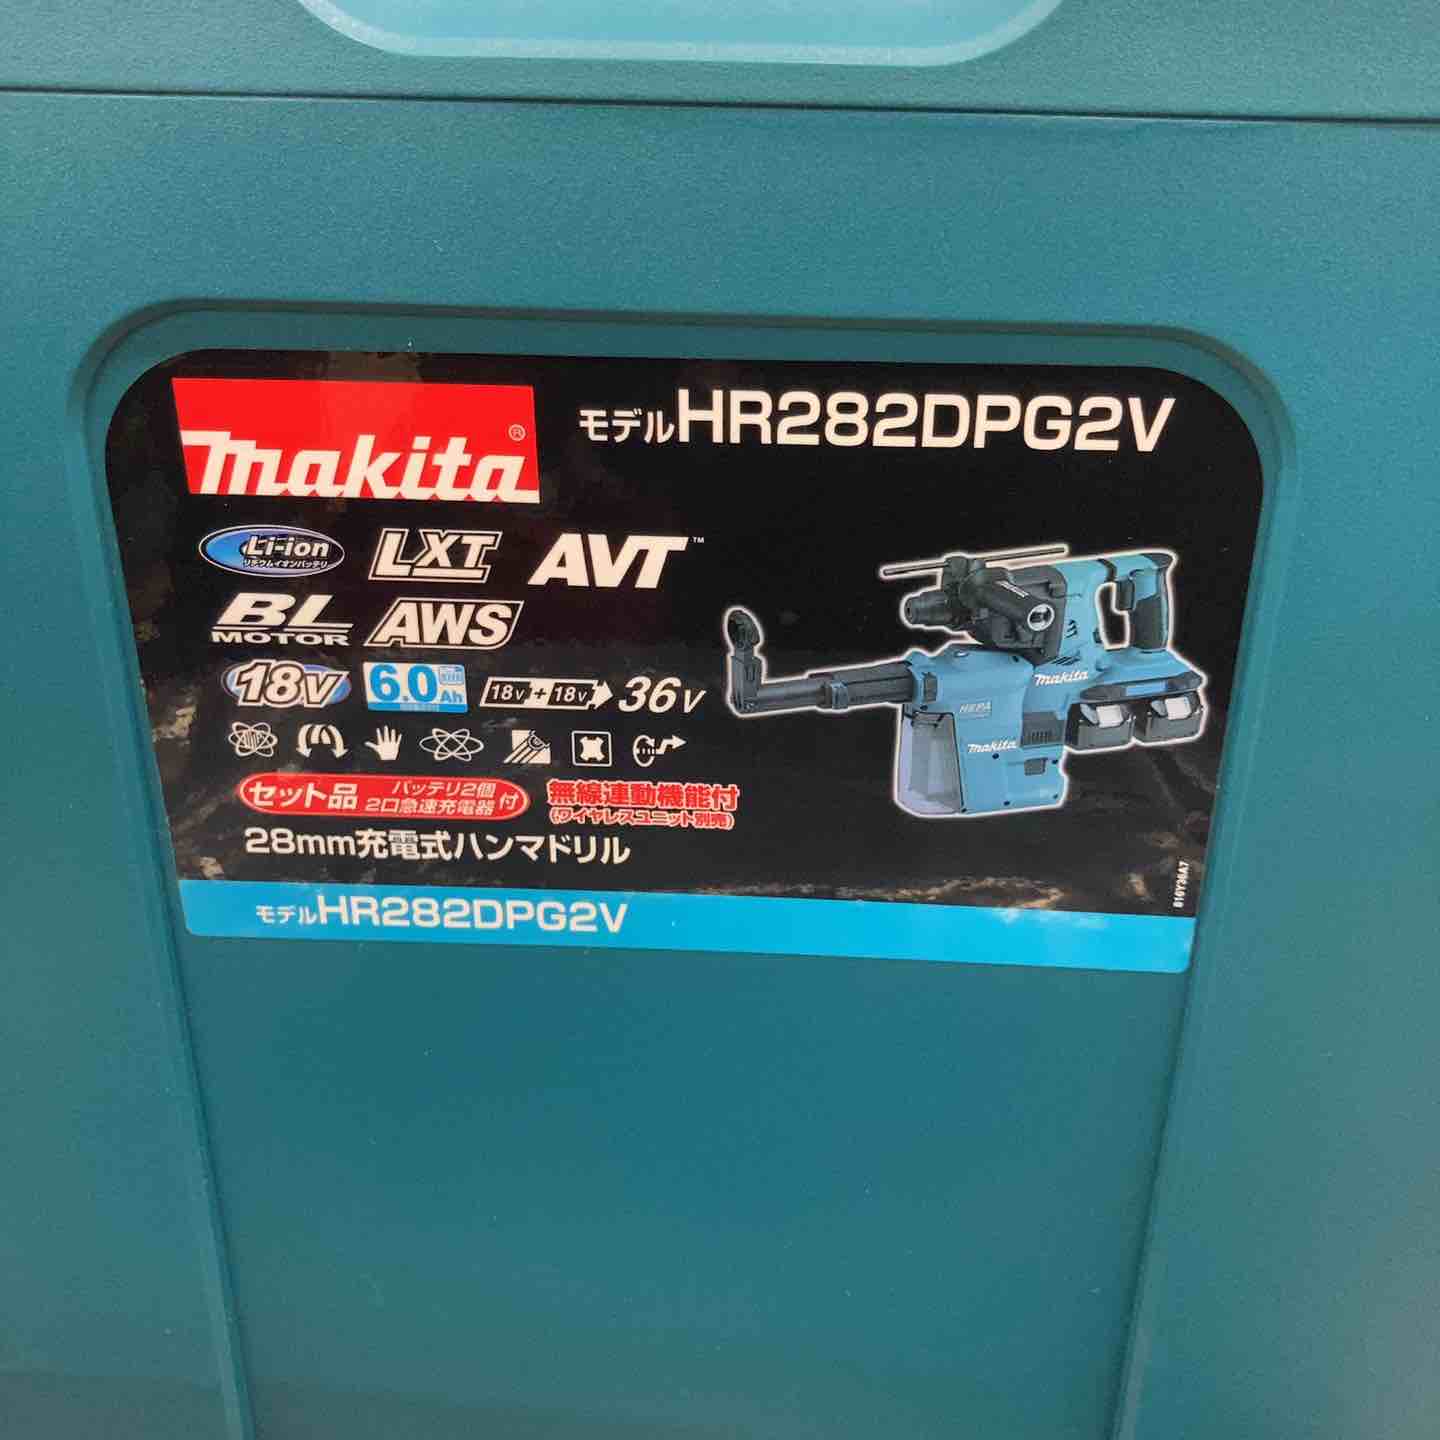 makita®
モデルHR282DPG2V
Li-ion
リチウムイオンバッテリ
LXT
AVT™
BL
MOTOR
AWS
18V
6.0Ah
18V+18V 36V
セット品 バッテリ2個 2口急速充電器 付
無線連動機能付
(ワイヤレスユニット別売)
28mm充電式ハンマドリル
makita
HEPA
makita
モデルHR282DPG2V